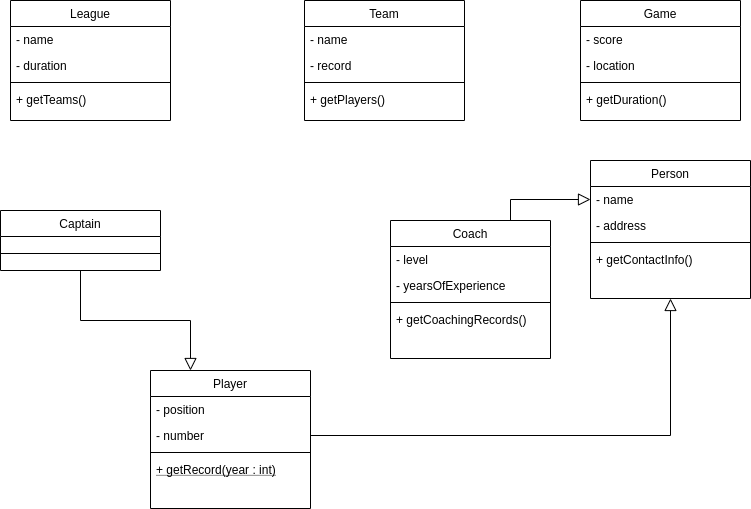 League
- name
- duration
+ getTeams()
Team
- name
- record
+ getPlayers()
Game
- score
- location
+ getDuration()
Person
- name
- address
+ getContactInfo()
Captain
Coach
- level
- yearsOfExperience
+ getCoachingRecords()
Player
- position
- number
+ getRecord(year : int)